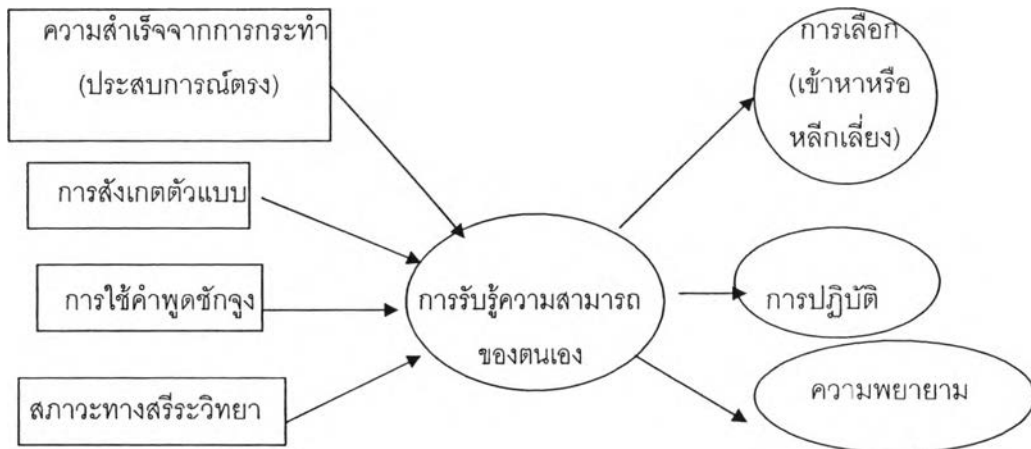 ความสำเร็จจากการกระทำ
(ประสบการณ์ตรง)
การสังเกตตัวแบบ
การใช้คำพูดชักจูง
สภาวะทางสรีระวิทยา
การรับรู้ความสามารถ
ของตนเอง
การเลือก
(เข้าหาหรือ
หลีกเลี่ยง)
การปฏิบัติ
ความพยายาม